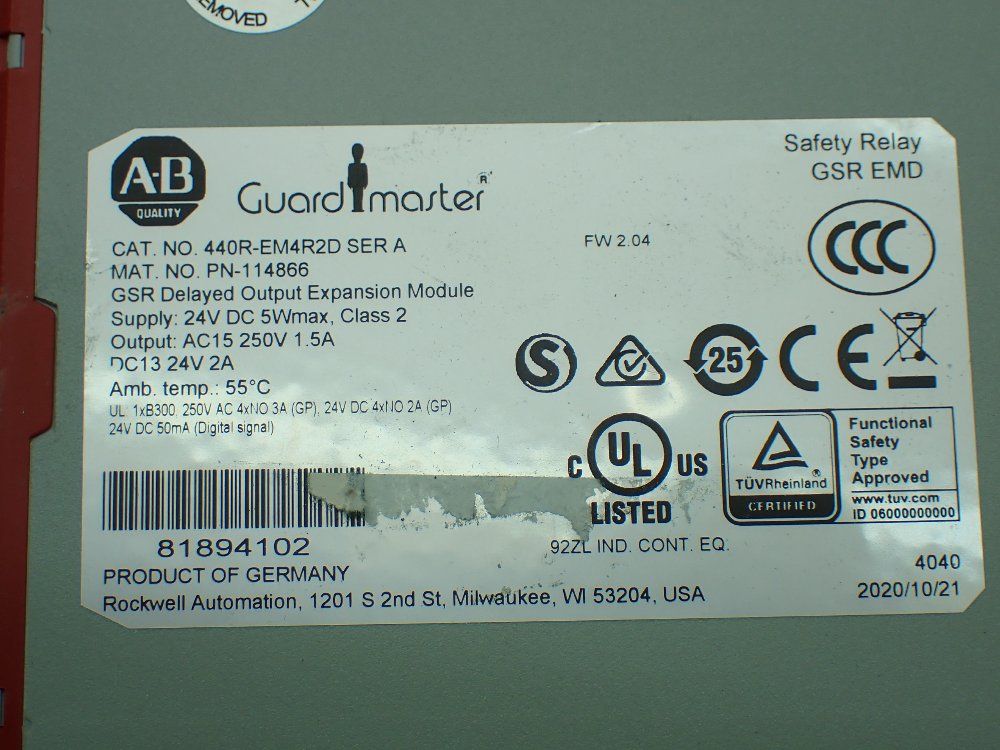 EMOVED
A-B
QUALITY
Guardmaster®
Safety Relay
GSR EMD
CAT. NO. 440R-EM4R2D SER A
FW 2.04
MAT. NO. PN-114866
GSR Delayed Output Expansion Module
Supply: 24V DC 5Wmax, Class 2
Output: AC15 250V 1.5A
DC13 24V 2A
Amb. temp.: 55°C
UL: 1xB300, 250V AC 4xNO 3A (GP), 24V DC 4xNO 2A (GP)
24V DC 50mA (Digital signal)
CCC
S
25
CE
C UL US
LISTED
92ZL IND. CONT. EQ.
TÜVRheinland®
CERTIFIED
Functional
Safety
Type
Approved
www.tuv.com
ID 06000000000
81894102
PRODUCT OF GERMANY
Rockwell Automation, 1201 S 2nd St, Milwaukee, WI 53204, USA
4040
2020/10/21